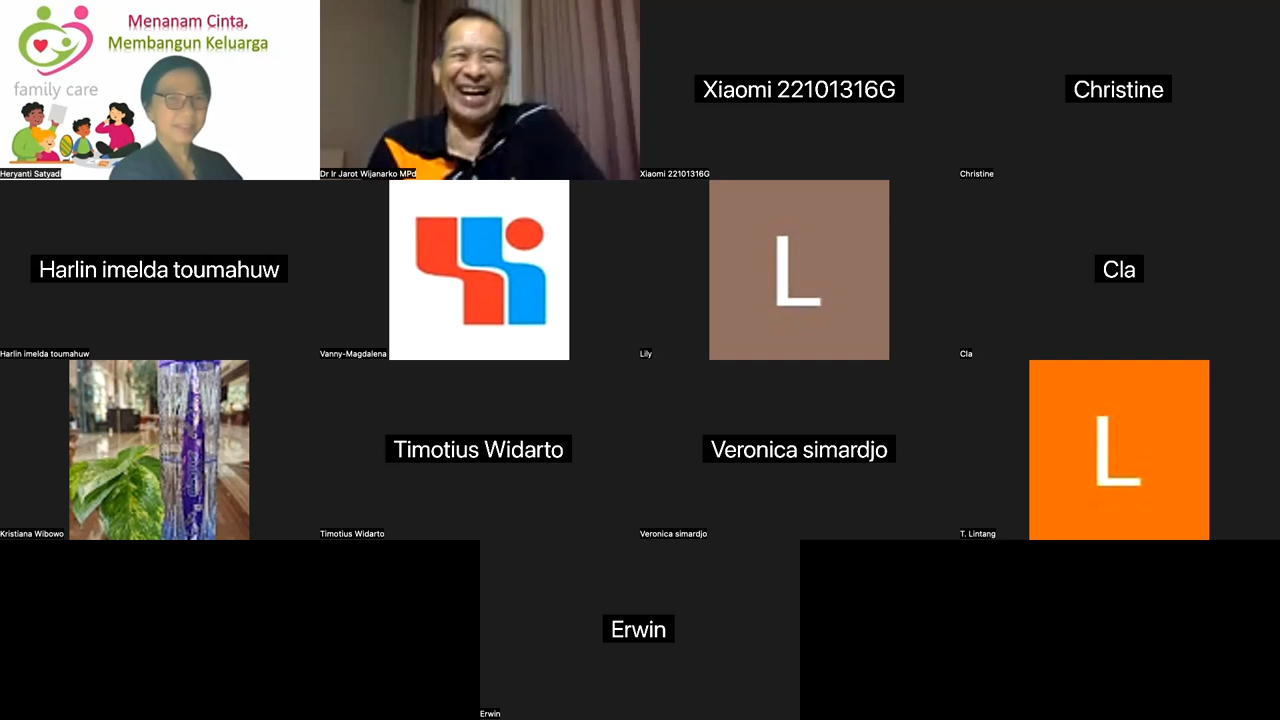 Menanam Cinta,
Membangun Keluarga
family care
Heryanti Satyadi
Dr Ir Jarot Wijanarko MPd
Xiaomi 22101316G
Xiaomi 22101316G
Christine
Christine
Harlin imelda toumahuw
Harlin imelda toumahuw
Vanny-Magdalena
L
Lily
Cla
Cla
Kristiana Wibowo
Timotius Widarto
Timotius Widarto
Veronica simardjo
Veronica simardjo
L
T. Lintang
Erwin
Erwin